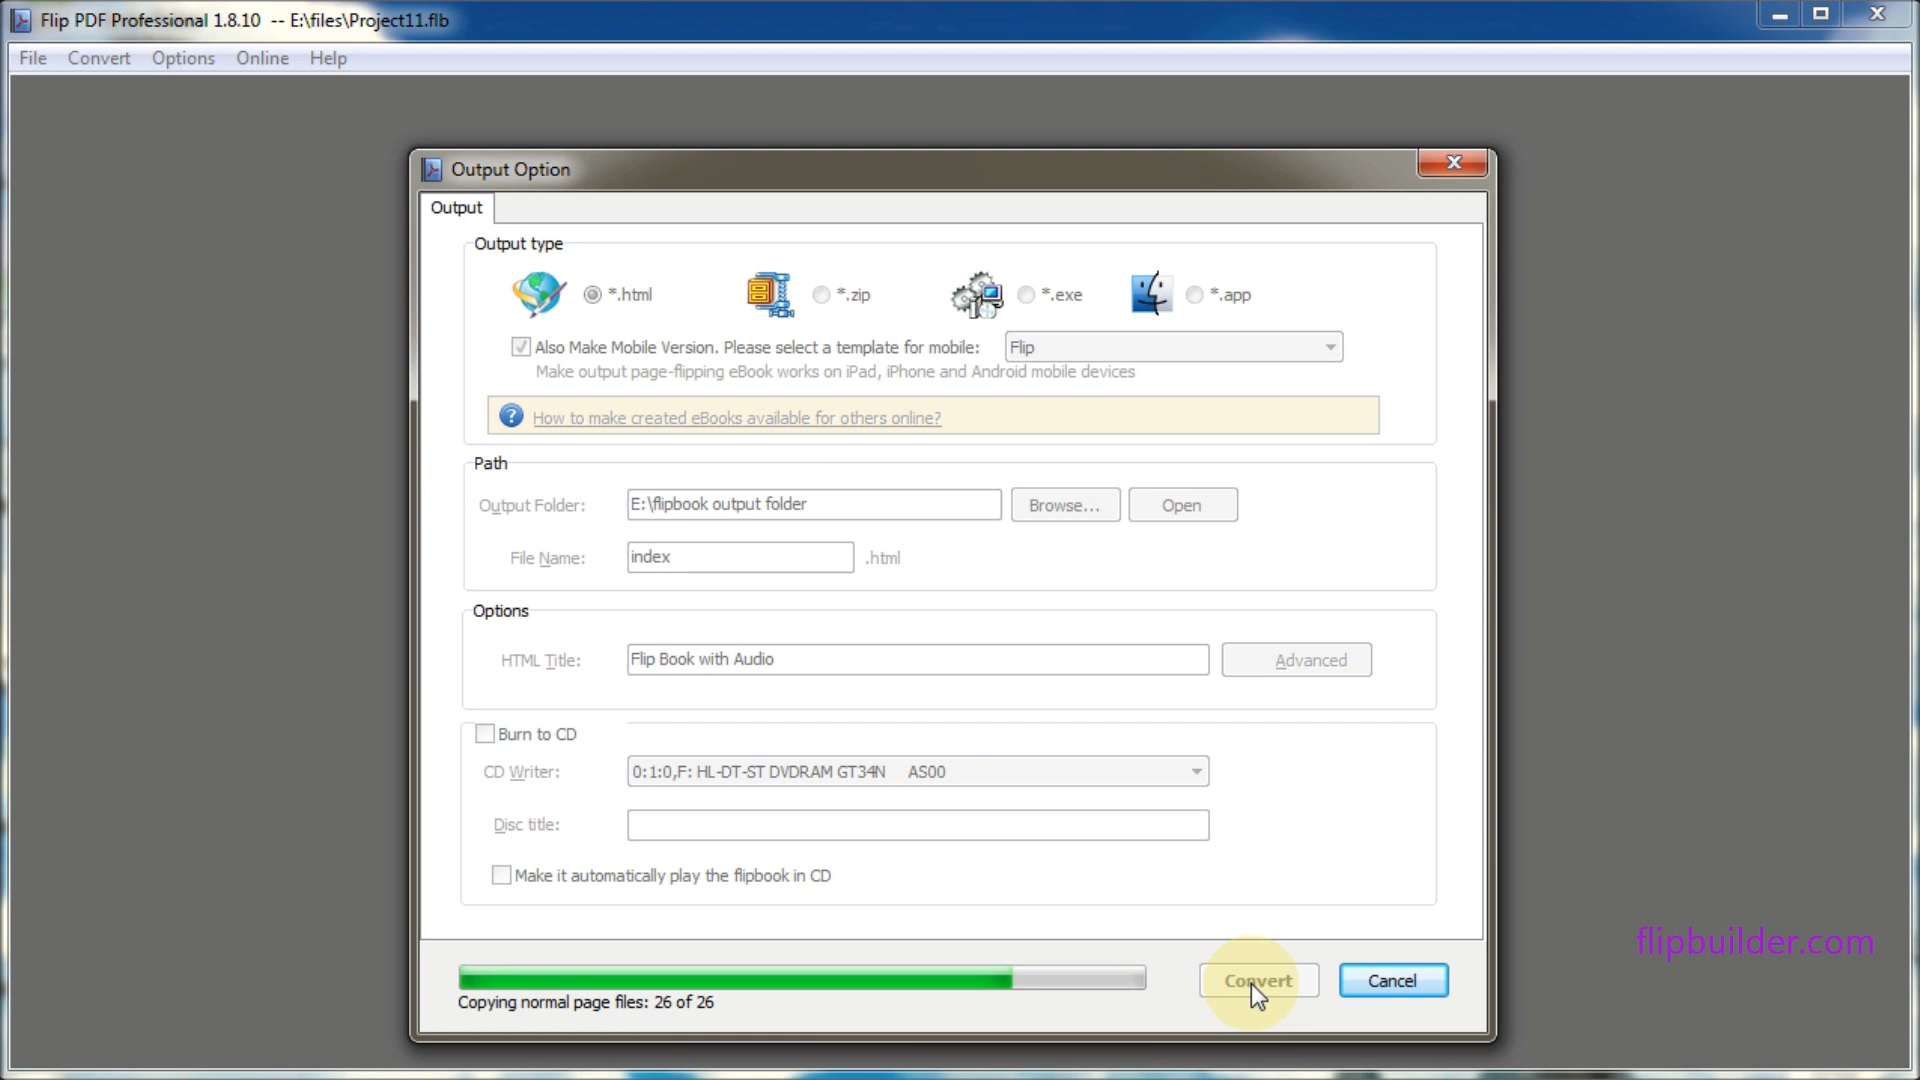 Flip PDF Professional 1.8.10 -- E:\files\Project11.flb
File Convert Options Online Help
Output Option
Output
Output type
*.html *.zip *.exe *.app
Also Make Mobile Version. Please select a template for mobile: Flip
Make output page-flipping eBook works on iPad, iPhone and Android mobile devices
How to make created eBooks available for others online?
Path
Output Folder: E:\flipbook output folder Browse... Open
File Name: index .html
Options
HTML Title: Flip Book with Audio Advanced
Burn to CD
CD Writer: 0:1:0,F: HL-DT-ST DVDRAM GT34N AS00
Disc title:
Make it automatically play the flipbook in CD
flipbuilder.com
Convert Cancel
Copying normal page files: 26 of 26